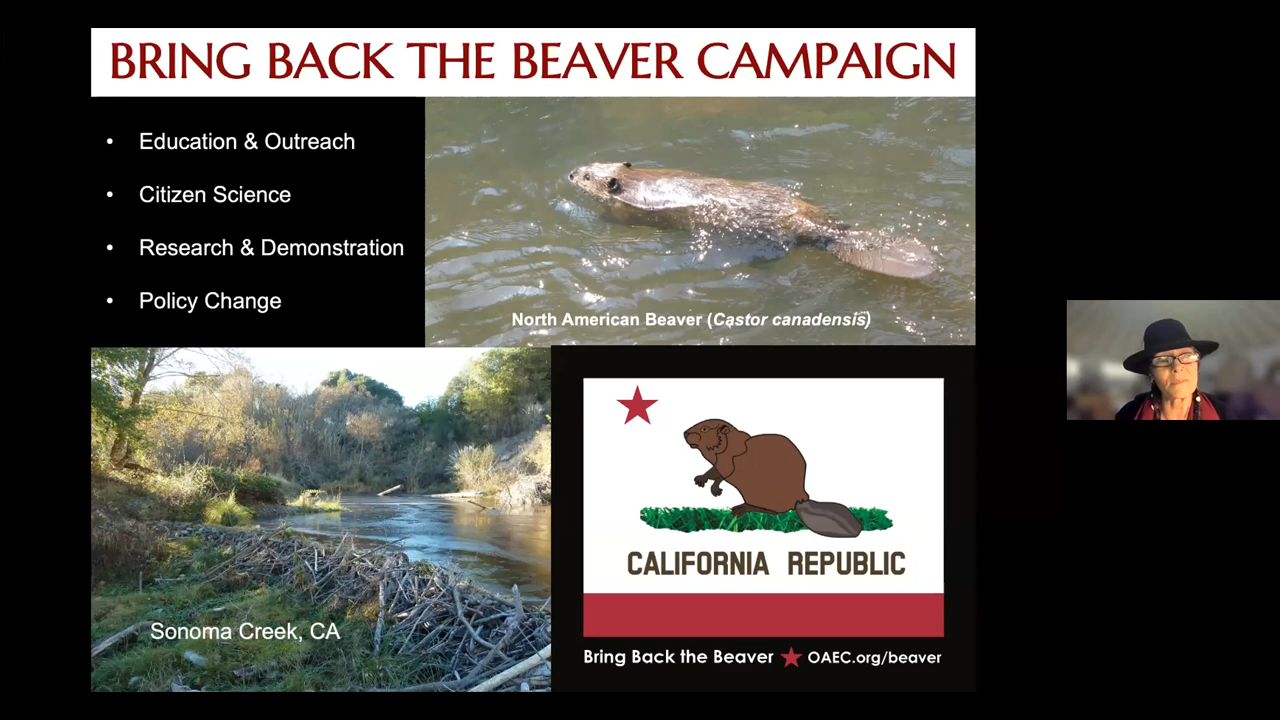 BRING BACK THE BEAVER CAMPAIGN
• Education & Outreach
• Citizen Science
• Research & Demonstration
• Policy Change
North American Beaver (Castor canadensis)
Sonoma Creek, CA
CALIFORNIA REPUBLIC
Bring Back the Beaver ★ OAEC.org/beaver